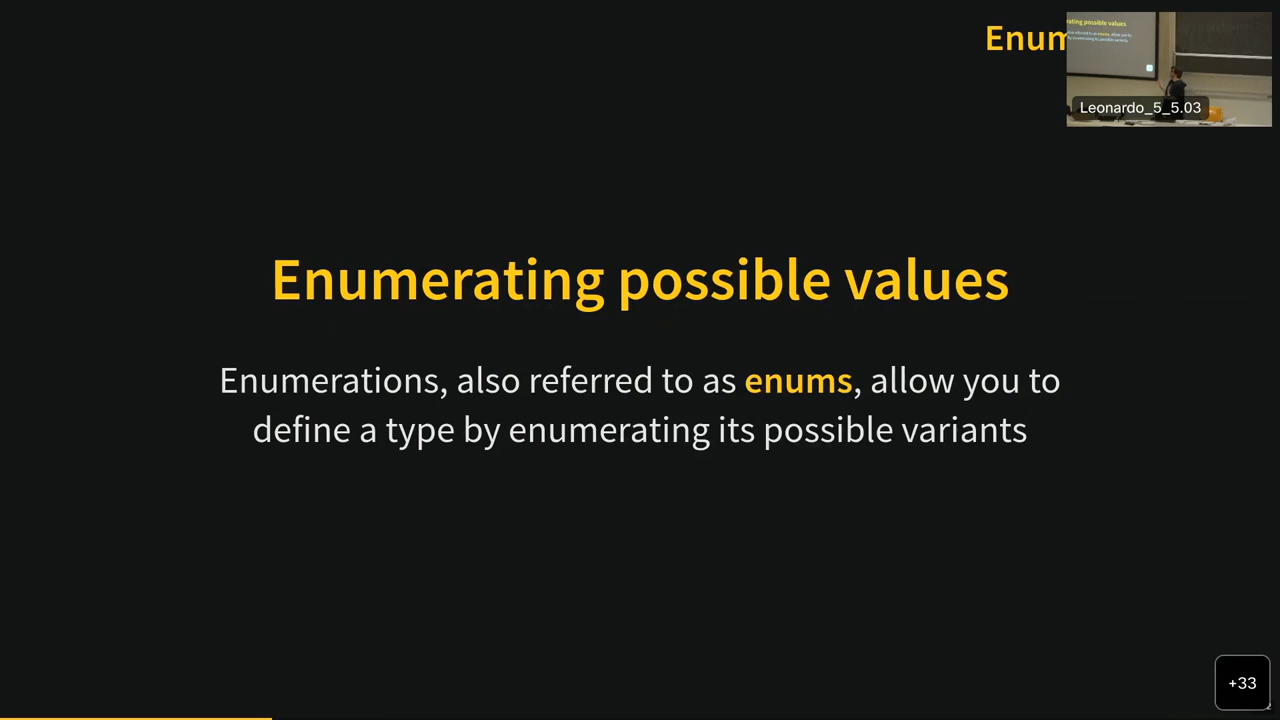 Enum
Leonardo_5_5.03
Enumerating possible values
Enumerations, also referred to as enums, allow you to
define a type by enumerating its possible variants
+33